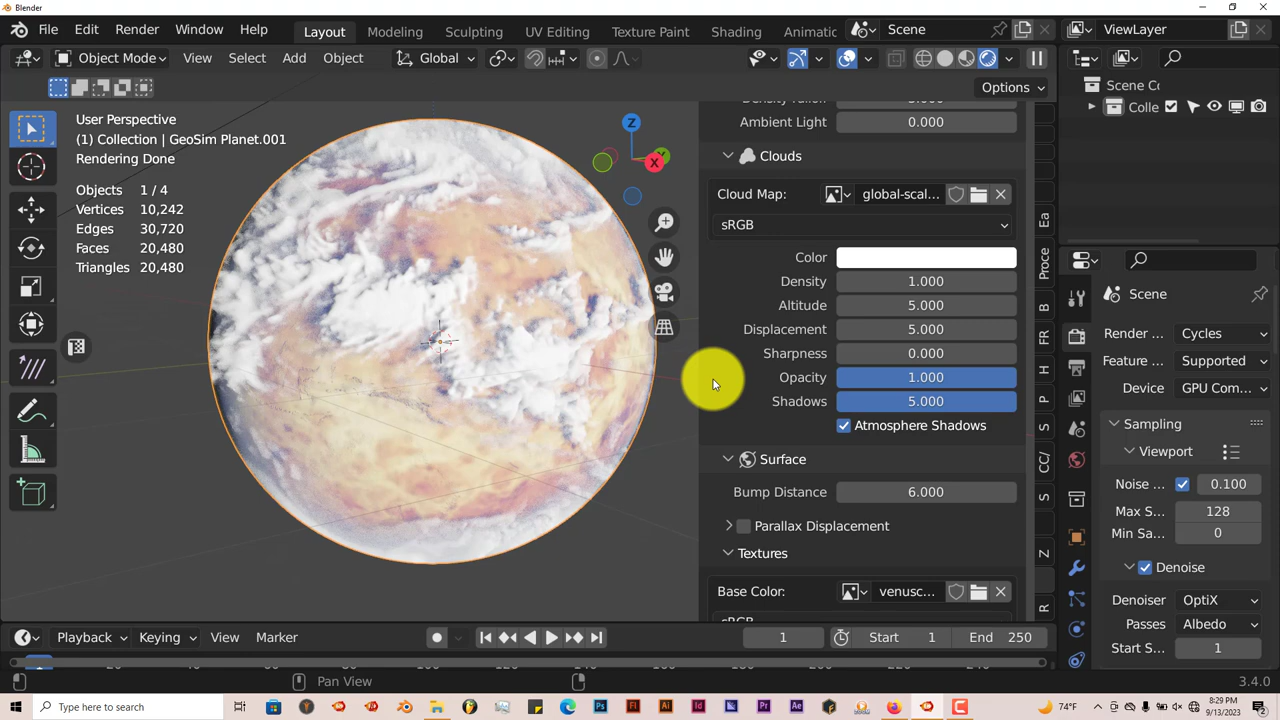 Blender
File Edit Render Window Help Layout Modeling Sculpting UV Editing Texture Paint Shading Animatic Scene ViewLayer
Object Mode View Select Add Object Global
Options
User Perspective
(1) Collection | GeoSim Planet.001
Rendering Done
Objects 1 / 4
Vertices 10,242
Edges 30,720
Faces 20,480
Triangles 20,480
Z
X
Ambient Light 0.000
Clouds
Cloud Map: global-scal...
sRGB
Color
Density 1.000
Altitude 5.000
Displacement 5.000
Sharpness 0.000
Opacity 1.000
Shadows 5.000
Atmosphere Shadows
Surface
Bump Distance 6.000
Parallax Displacement
Textures
Base Color: venusc...
Ea
Proce
B
FR
H
P
S
CC/
S
Z
R
Scene Cc
Colle
Scene
Render ... Cycles
Feature ... Supported
Device GPU Com...
Sampling
Viewport
Noise ... 0.100
Max S... 128
Min Sa... 0
Denoise
Denoiser OptiX
Passes Albedo
Start S... 1
Playback Keying View Marker 1 Start 1 End 250
Pan View 3.4.0
Type here to search
74°F
8:29 PM
9/13/2023